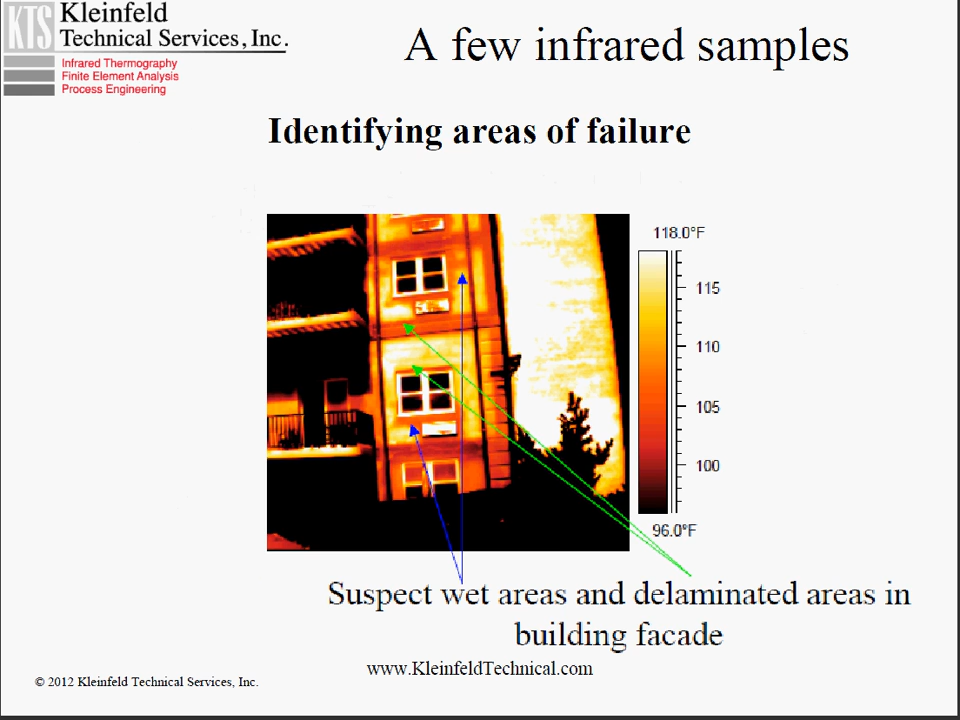 KTS
Kleinfeld
Technical Services, Inc.
Infrared Thermography
Finite Element Analysis
Process Engineering
A few infrared samples
Identifying areas of failure
118.0°F
115
110
105
100
96.0°F
Suspect wet areas and delaminated areas in
building facade
www.KleinfeldTechnical.com
© 2012 Kleinfeld Technical Services, Inc.